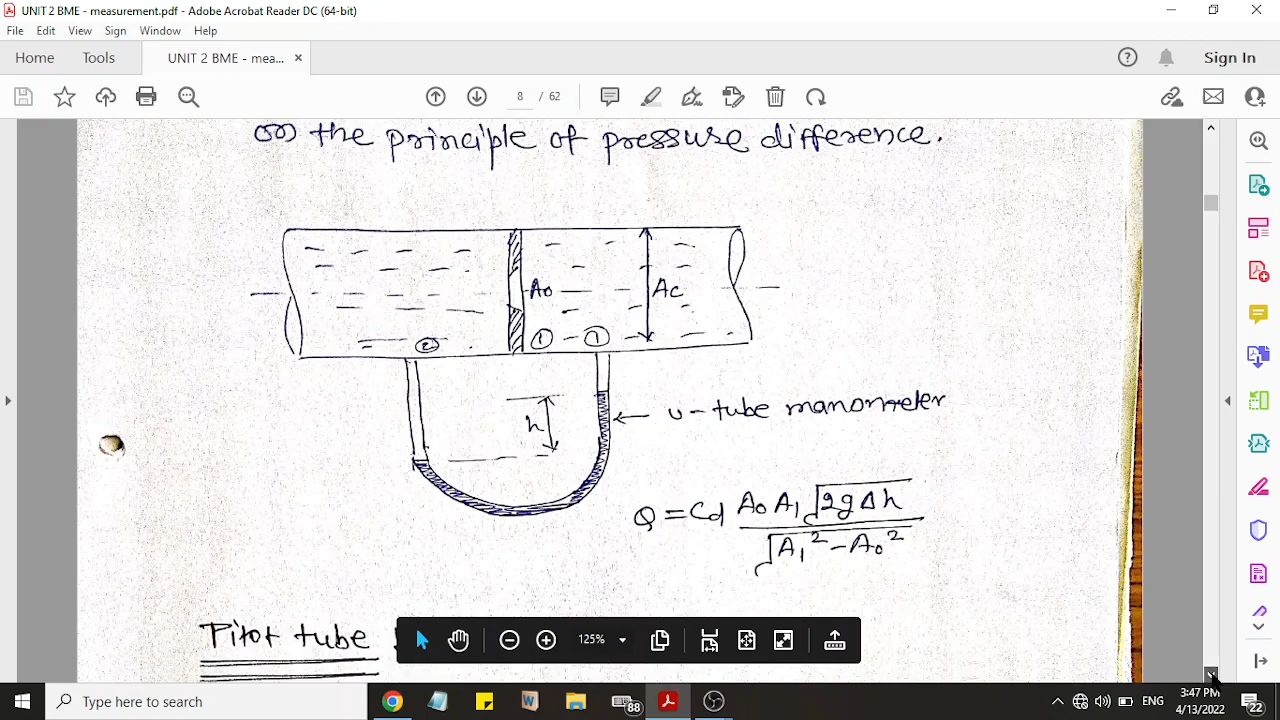 UNIT 2 BME - measurement.pdf - Adobe Acrobat Reader DC (64-bit)
File Edit View Sign Window Help
Home Tools UNIT 2 BME - mea... × Sign In
8 / 62
on the principle of pressure difference.
A0 Ac
② ① - ①
h
U-tube manometer
Q = Cd A0 A1 √2gΔh / √A1² - A0²
Pitot tube
125%
Type here to search
88
ENG
3:47 PM
4/13/2022
22